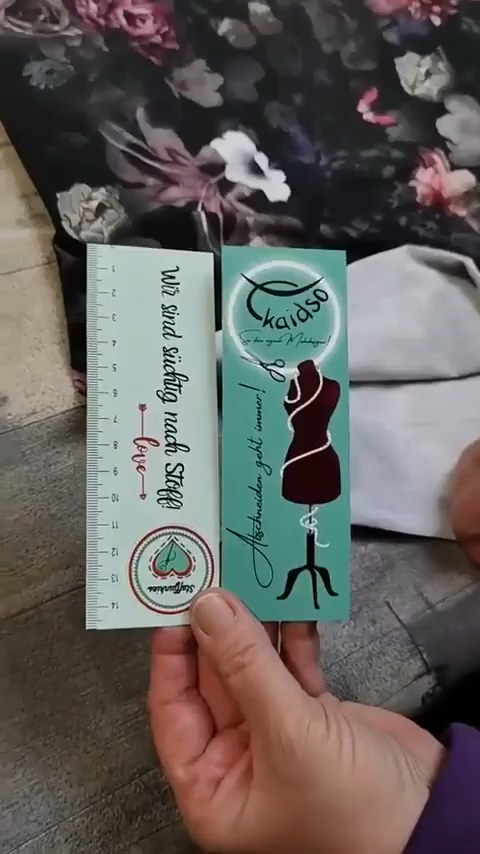 Wir sind süchtig nach Stoff!
love
Stoffjunkies
1
2
3
4
5
6
7
8
9
10
11
12
13
14
kaidso
Abschneiden geht immer!